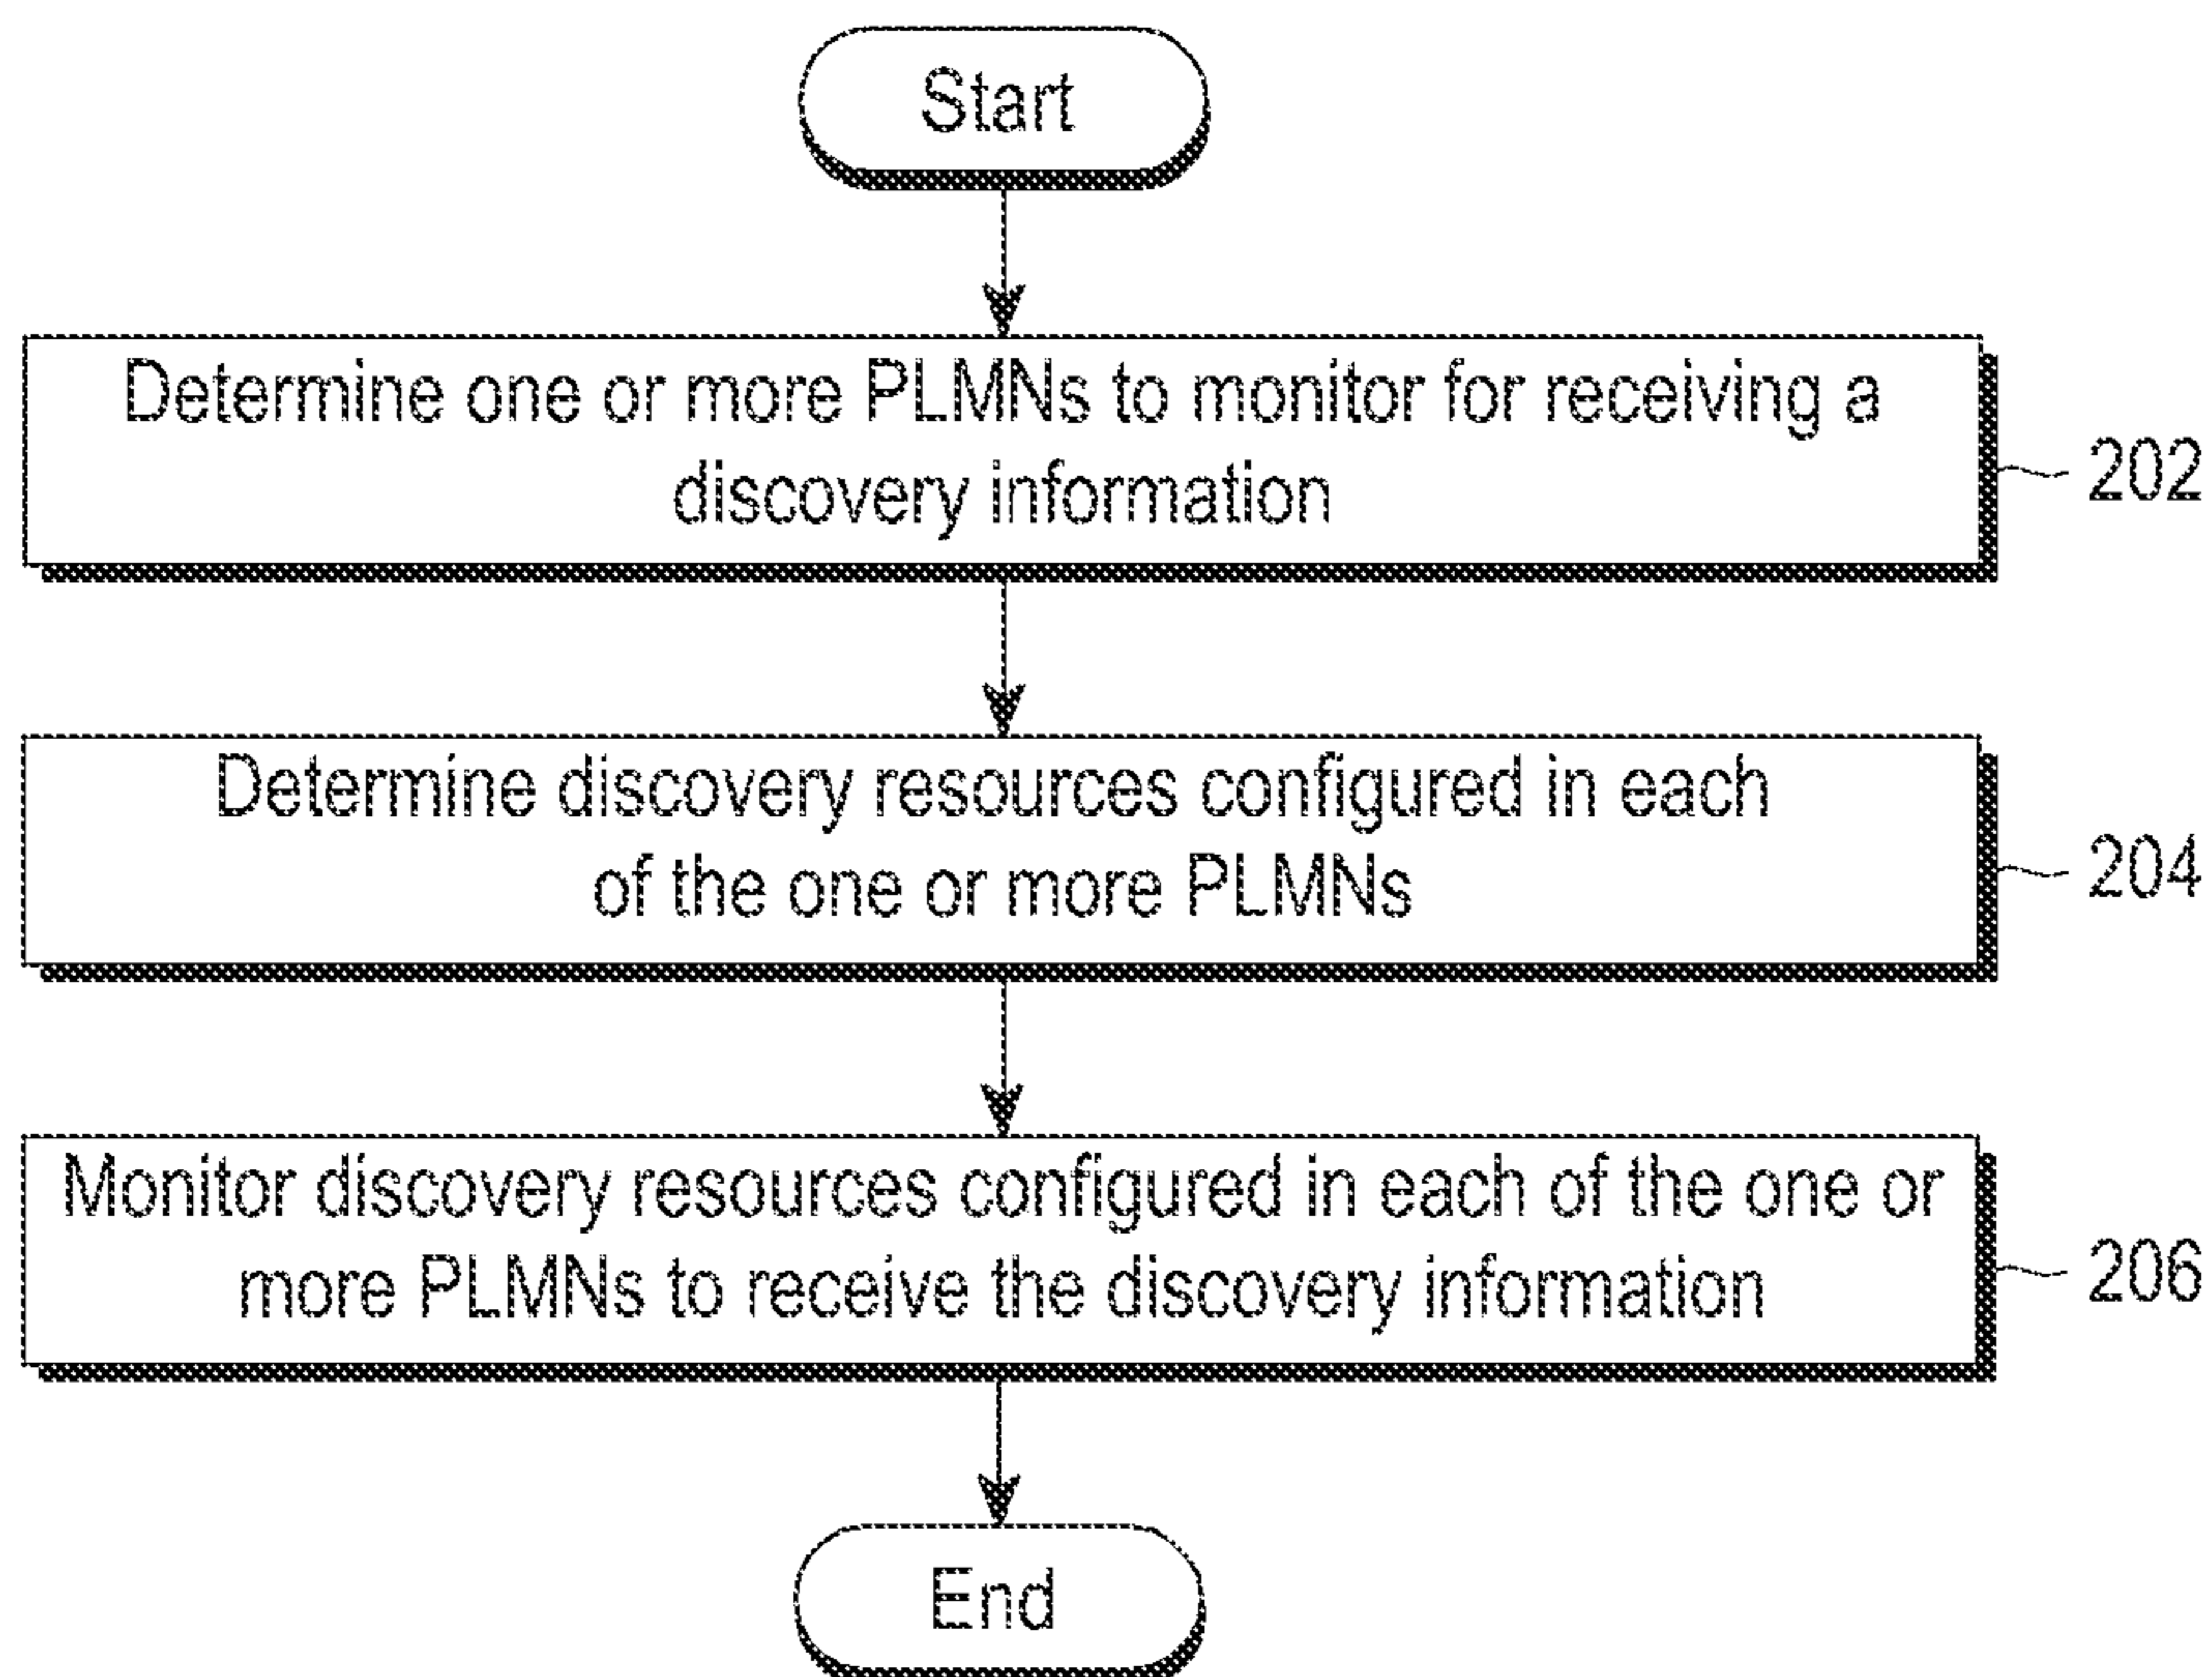 Start
Determine one or more PLMNs to monitor for receiving a
discovery information
202
Determine discovery resources configured in each
of the one or more PLMNs
204
Monitor discovery resources configured in each of the one or
more PLMNs to receive the discovery information
206
End